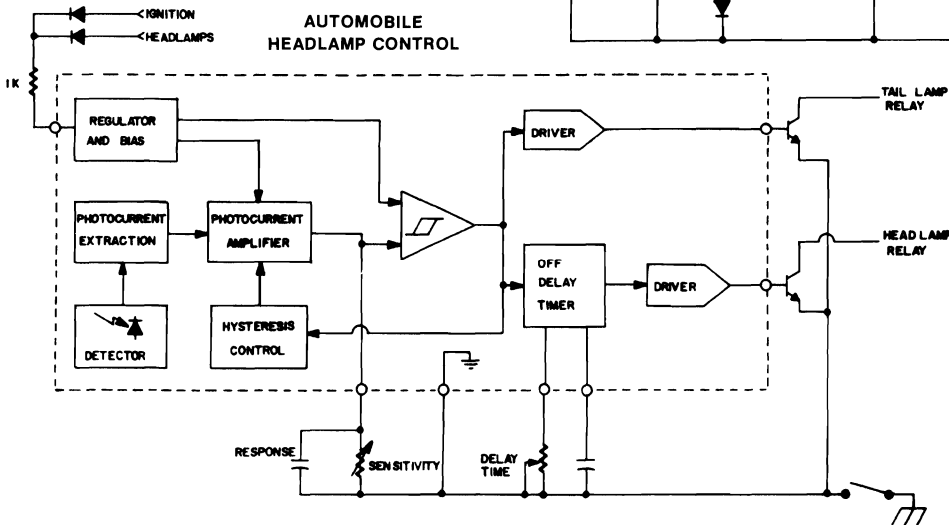 AUTOMOBILE
HEADLAMP CONTROL
IGNITION
HEADLAMPS
1K
REGULATOR
AND BIAS
PHOTOCURRENT
EXTRACTION
PHOTOCURRENT
AMPLIFIER
DETECTOR
HYSTERESIS
CONTROL
DRIVER
OFF
DELAY
TIMER
DRIVER
TAIL LAMP
RELAY
HEAD LAMP
RELAY
RESPONSE
SENSITIVITY
DELAY
TIME